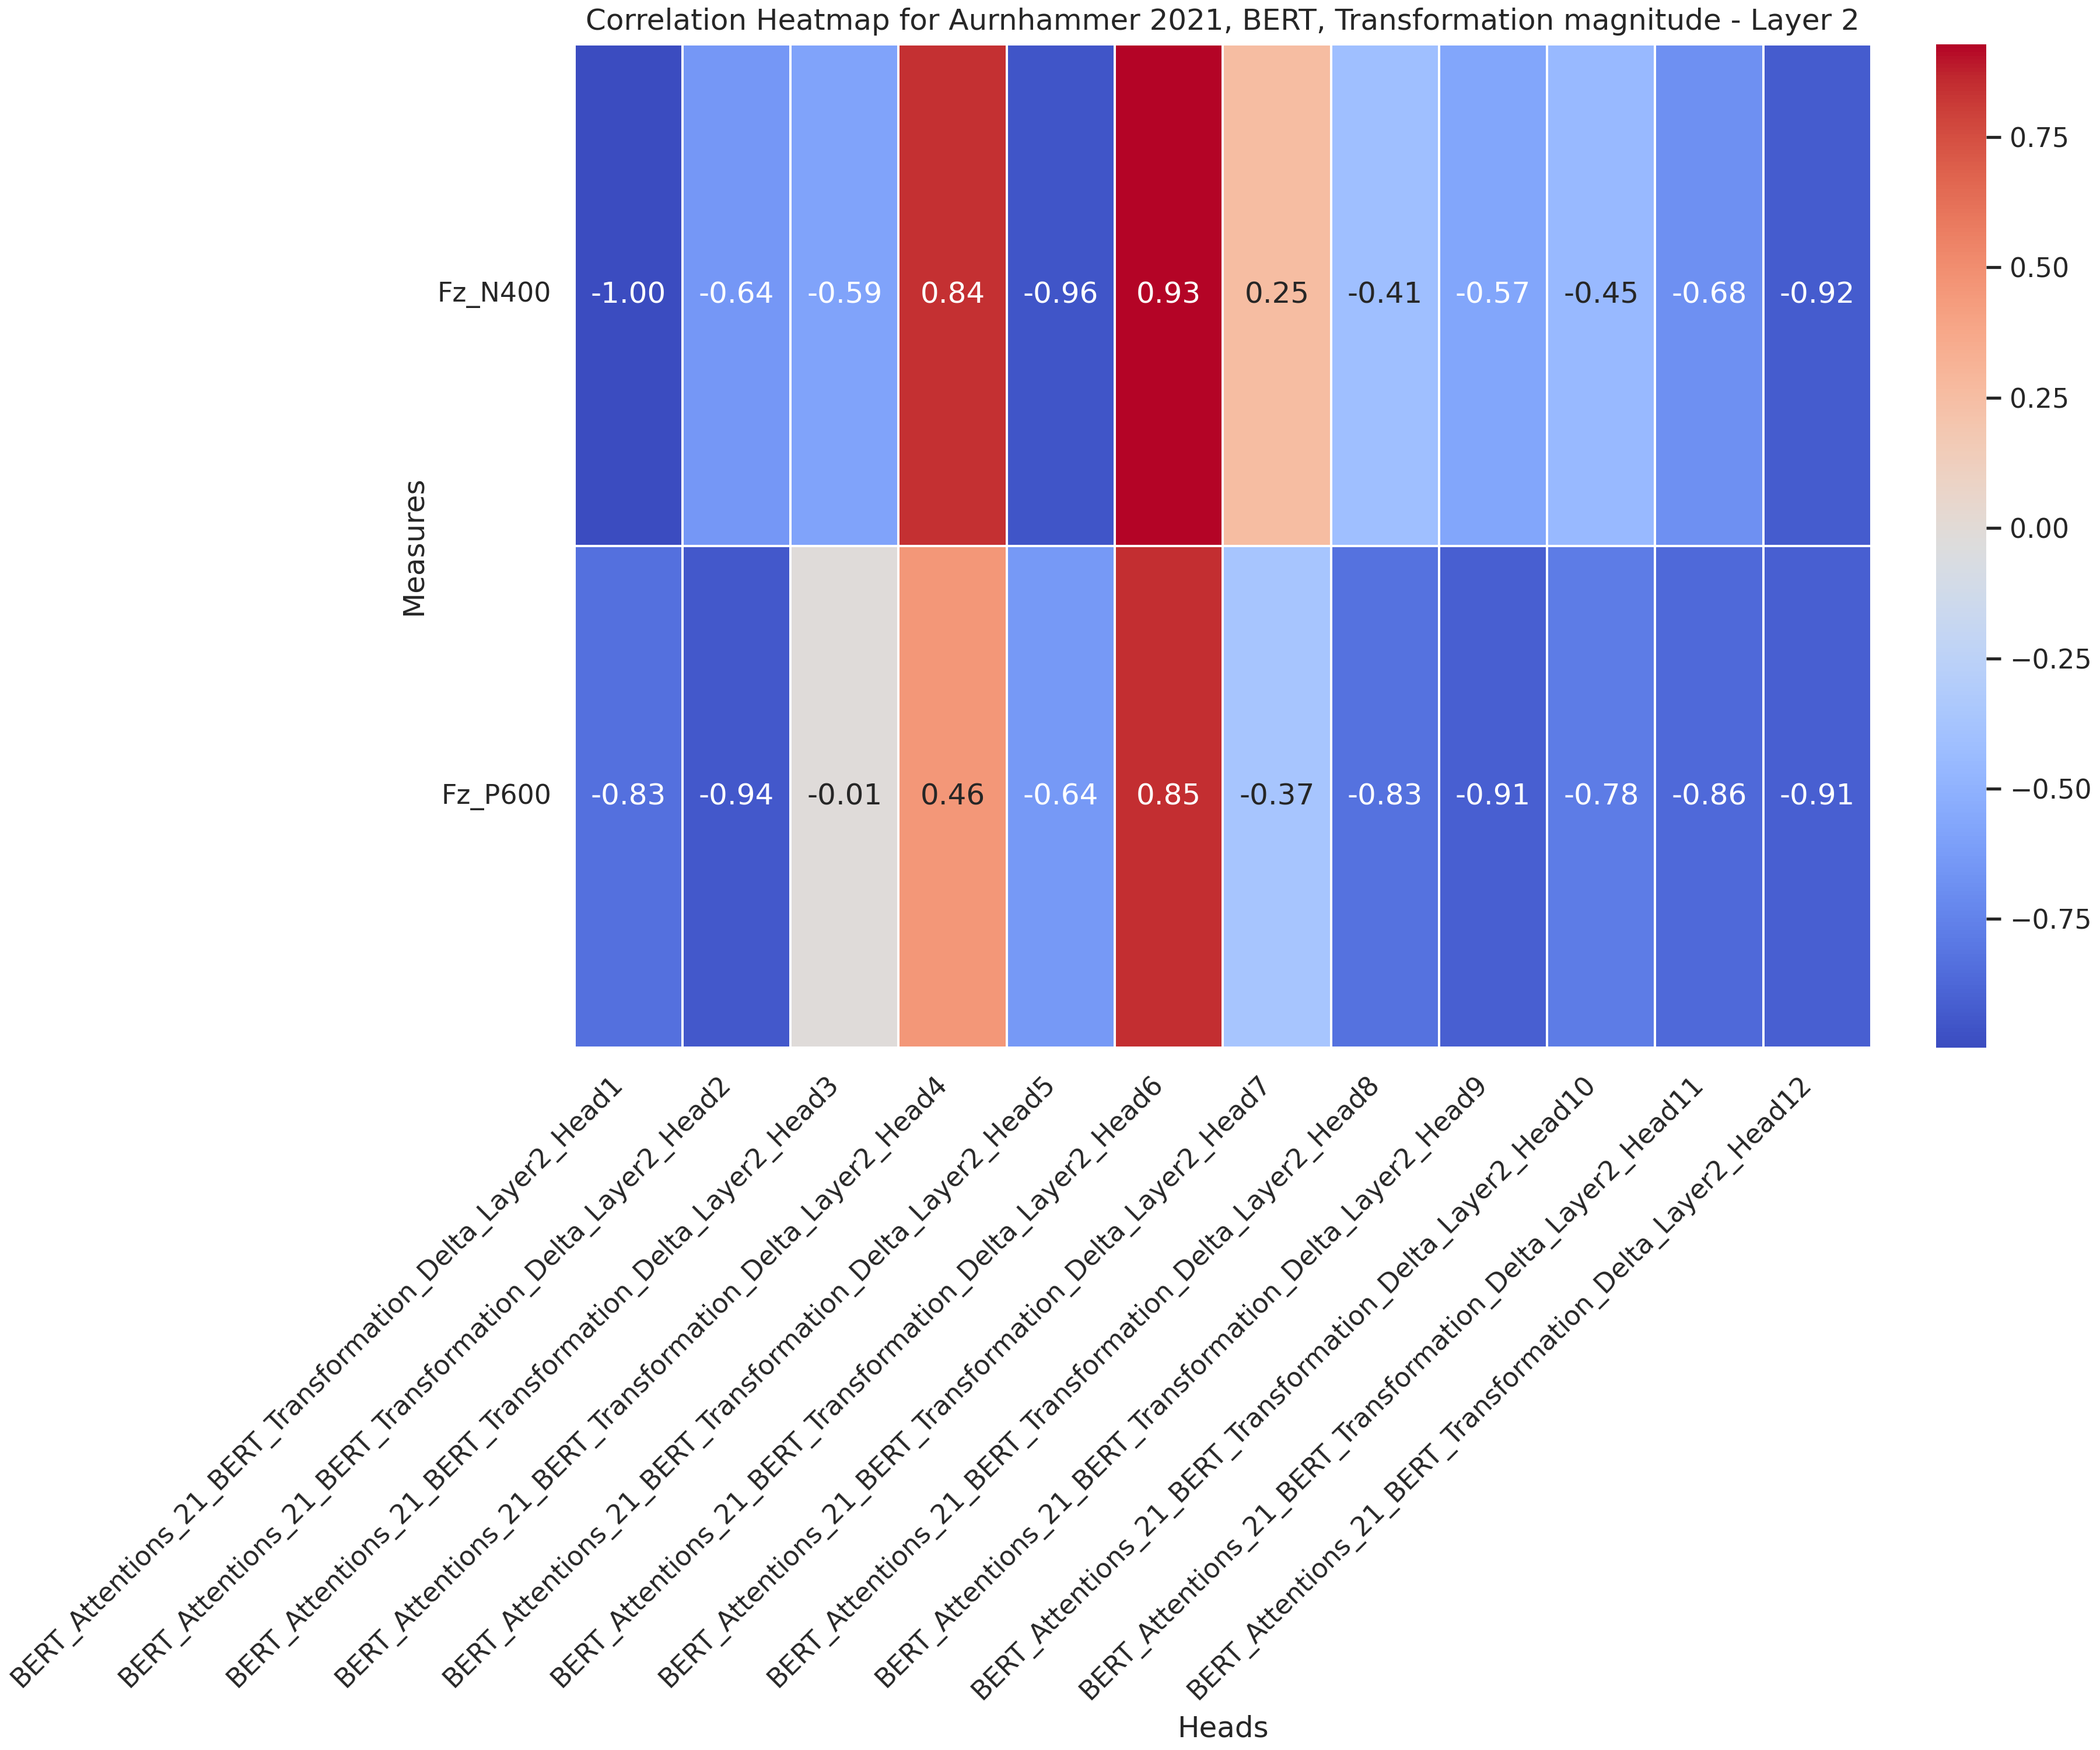 Correlation Heatmap for Aurnhammer 2021, BERT, Transformation magnitude - Layer 2
Measures
Fz_N400
-1.00 -0.64 -0.59 0.84 -0.96 0.93 0.25 -0.41 -0.57 -0.45 -0.68 -0.92
Fz_P600
-0.83 -0.94 -0.01 0.46 -0.64 0.85 -0.37 -0.83 -0.91 -0.78 -0.86 -0.91
0.75
0.50
0.25
0.00
−0.25
−0.50
−0.75
BERT_Attentions_21_BERT_Transformation_Delta_Layer2_Head1
BERT_Attentions_21_BERT_Transformation_Delta_Layer2_Head2
BERT_Attentions_21_BERT_Transformation_Delta_Layer2_Head3
BERT_Attentions_21_BERT_Transformation_Delta_Layer2_Head4
BERT_Attentions_21_BERT_Transformation_Delta_Layer2_Head5
BERT_Attentions_21_BERT_Transformation_Delta_Layer2_Head6
BERT_Attentions_21_BERT_Transformation_Delta_Layer2_Head7
BERT_Attentions_21_BERT_Transformation_Delta_Layer2_Head8
BERT_Attentions_21_BERT_Transformation_Delta_Layer2_Head9
BERT_Attentions_21_BERT_Transformation_Delta_Layer2_Head10
BERT_Attentions_21_BERT_Transformation_Delta_Layer2_Head11
BERT_Attentions_21_BERT_Transformation_Delta_Layer2_Head12
Heads